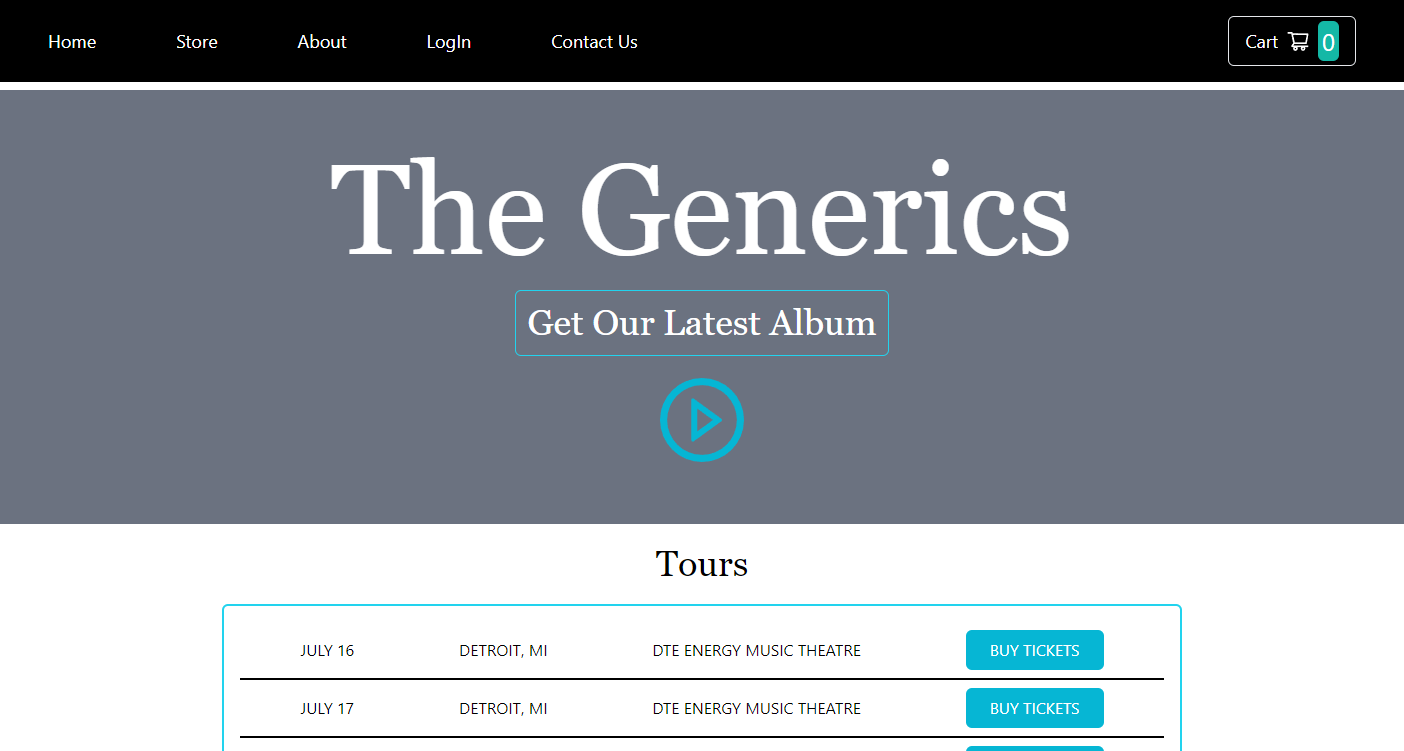 Home Store About LogIn Contact Us Cart 0
The Generics
Get Our Latest Album
Tours
JULY 16 DETROIT, MI DTE ENERGY MUSIC THEATRE BUY TICKETS
JULY 17 DETROIT, MI DTE ENERGY MUSIC THEATRE BUY TICKETS